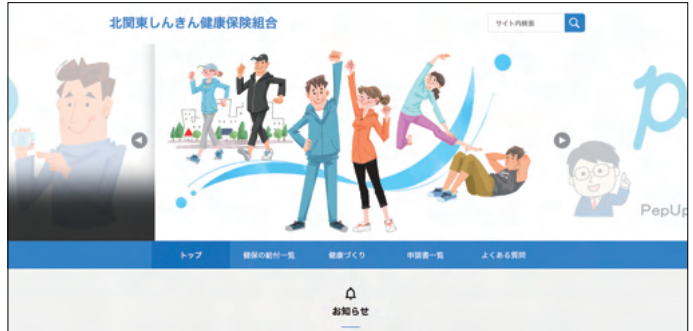 北関東しんきん健康保険組合
サイト内検索
PepUp
トップ
健保の給付一覧
健康づくり
申請書一覧
よくある質問
お知らせ